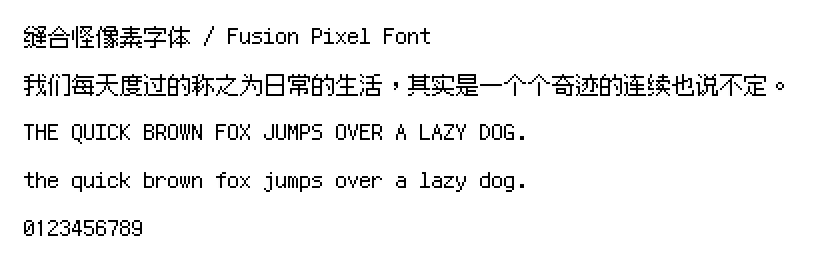 缝合怪像素字体 / Fusion Pixel Font
我们每天度过的称之为日常的生活，其实是一个个奇迹的连续也说不定。
THE QUICK BROWN FOX JUMPS OVER A LAZY DOG.
the quick brown fox jumps over a lazy dog.
0123456789